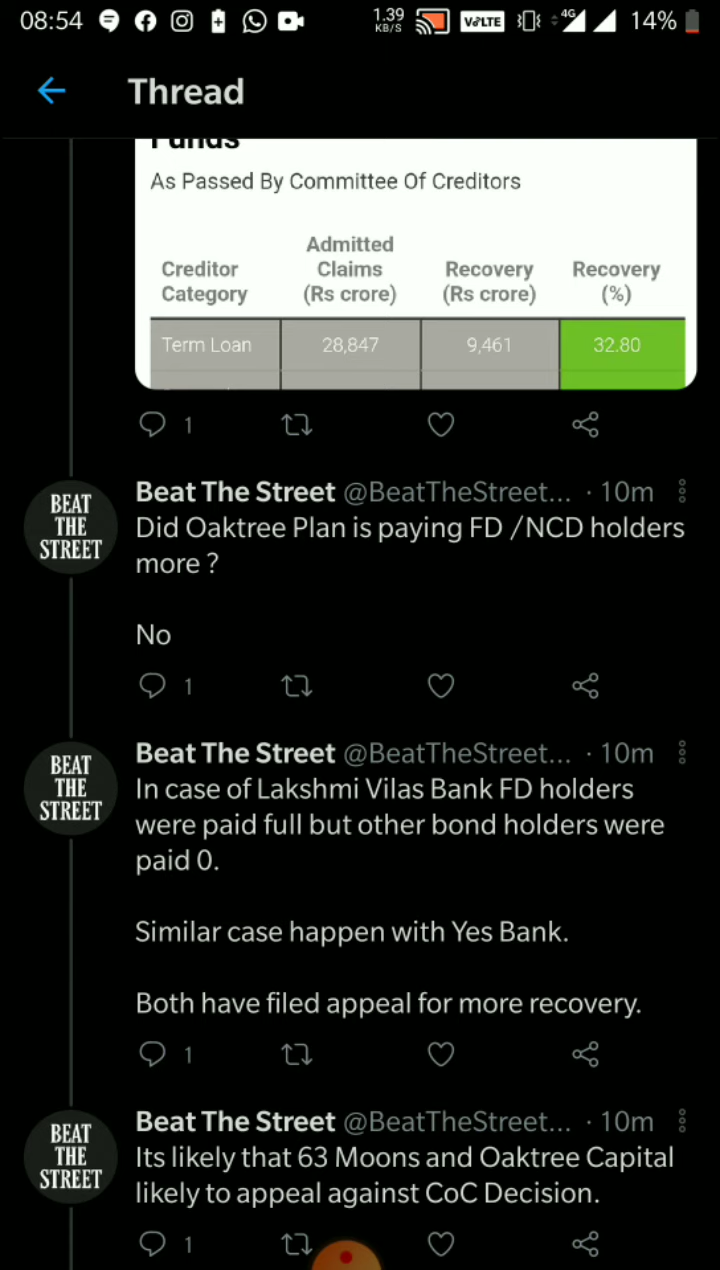 08:54 1.39 KB/S VoLTE 4G 14%
Thread
Funds
As Passed By Committee Of Creditors
Creditor Category Admitted Claims (Rs crore) Recovery (Rs crore) Recovery (%)
Term Loan 28,847 9,461 32.80
1
BEAT THE STREET
Beat The Street @BeatTheStreet... · 10m
Did Oaktree Plan is paying FD /NCD holders
more ?
No
1
BEAT THE STREET
Beat The Street @BeatTheStreet... · 10m
In case of Lakshmi Vilas Bank FD holders
were paid full but other bond holders were
paid 0.
Similar case happen with Yes Bank.
Both have filed appeal for more recovery.
1
BEAT THE STREET
Beat The Street @BeatTheStreet... · 10m
Its likely that 63 Moons and Oaktree Capital
likely to appeal against CoC Decision.
1